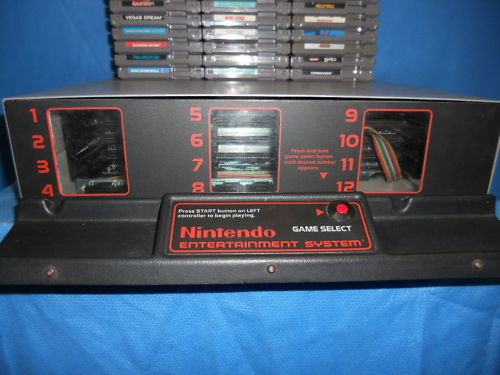 VEGAS DREAM
COMMANDO
1
2
3
4
5
6
7
8
9
10
11
12
Press and hold
game select button
until desired number
appears
Press START button on LEFT
controller to begin playing.
GAME SELECT
Nintendo
ENTERTAINMENT SYSTEM